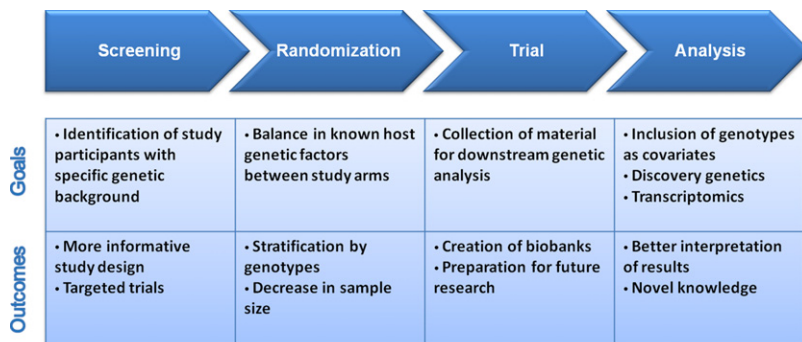 Screening
Randomization
Trial
Analysis
Goals
• Identification of study
participants with
specific genetic
background
• Balance in known host
genetic factors
between study arms
• Collection of material
for downstream genetic
analysis
• Inclusion of genotypes
as covariates
• Discovery genetics
• Transcriptomics
Outcomes
• More informative
study design
• Targeted trials
• Stratification by
genotypes
• Decrease in sample
size
• Creation of biobanks
• Preparation for future
research
• Better interpretation
of results
• Novel knowledge